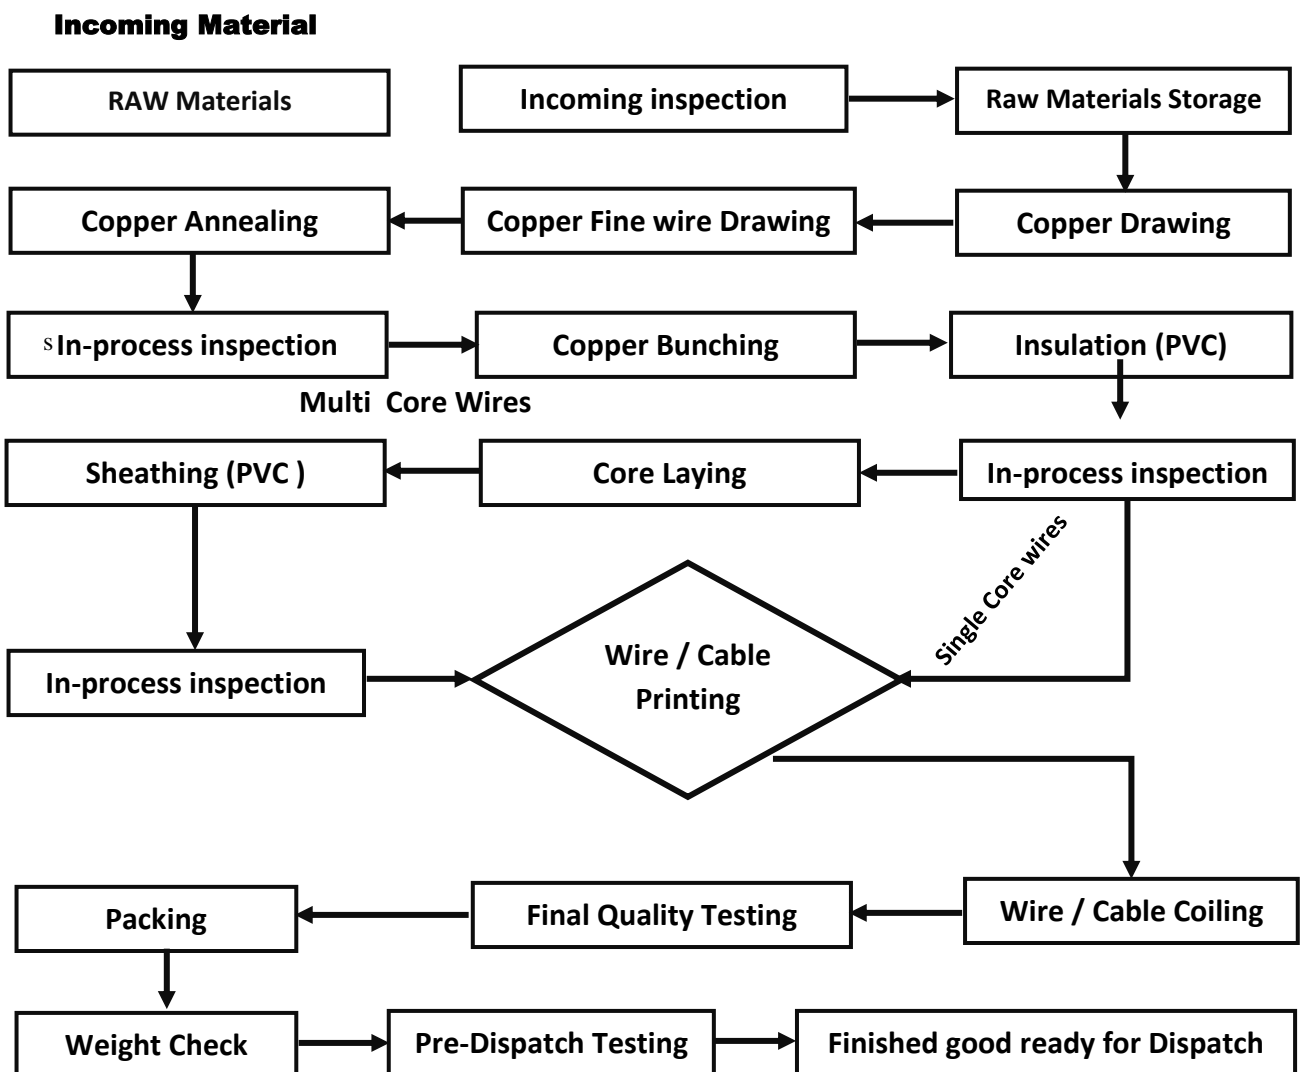 Incoming Material
RAW Materials
Incoming inspection
Raw Materials Storage
Copper Annealing
Copper Fine wire Drawing
Copper Drawing
s In-process inspection
Copper Bunching
Insulation (PVC)
Multi Core Wires
Sheathing (PVC )
Core Laying
In-process inspection
Single Core wires
Wire / Cable
Printing
In-process inspection
Packing
Final Quality Testing
Wire / Cable Coiling
Weight Check
Pre-Dispatch Testing
Finished good ready for Dispatch